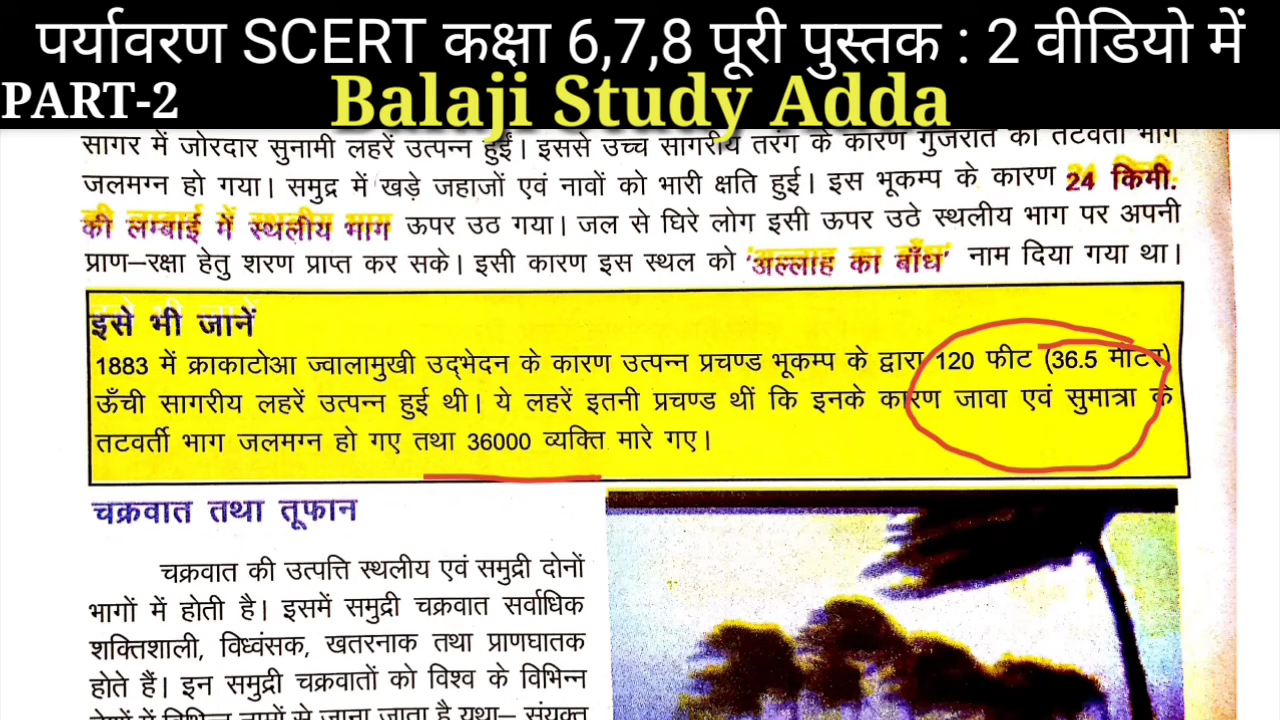 पर्यावरण SCERT कक्षा 6,7,8 पूरी पुस्तक : 2 वीडियो में
PART-2
Balaji Study Adda
सागर में जोरदार सुनामी लहरें उत्पन्न हुईं। इससे उच्च सागरीय तरंग के कारण गुजरात का तटवर्ती भाग
जलमग्न हो गया। समुद्र में खड़े जहाजों एवं नावों को भारी क्षति हुई। इस भूकम्प के कारण 24 किमी.
की लम्बाई में स्थलीय भाग ऊपर उठ गया। जल से घिरे लोग इसी ऊपर उठे स्थलीय भाग पर अपनी
प्राण–रक्षा हेतु शरण प्राप्त कर सके। इसी कारण इस स्थल को 'अल्लाह का बाँध' नाम दिया गया था।
इसे भी जानें
1883 में क्राकाटोआ ज्वालामुखी उद्भेदन के कारण उत्पन्न प्रचण्ड भूकम्प के द्वारा 120 फीट (36.5 मीटर)
ऊँची सागरीय लहरें उत्पन्न हुई थी। ये लहरें इतनी प्रचण्ड थीं कि इनके कारण जावा एवं सुमात्रा के
तटवर्ती भाग जलमग्न हो गए तथा 36000 व्यक्ति मारे गए।
चक्रवात तथा तूफान
चक्रवात की उत्पत्ति स्थलीय एवं समुद्री दोनों
भागों में होती है। इसमें समुद्री चक्रवात सर्वाधिक
शक्तिशाली, विध्वंसक, खतरनाक तथा प्राणघातक
होते हैं। इन समुद्री चक्रवातों को विश्व के विभिन्न
देशों में विभिन्न नामों से जाना जाता है यथा– संयुक्त